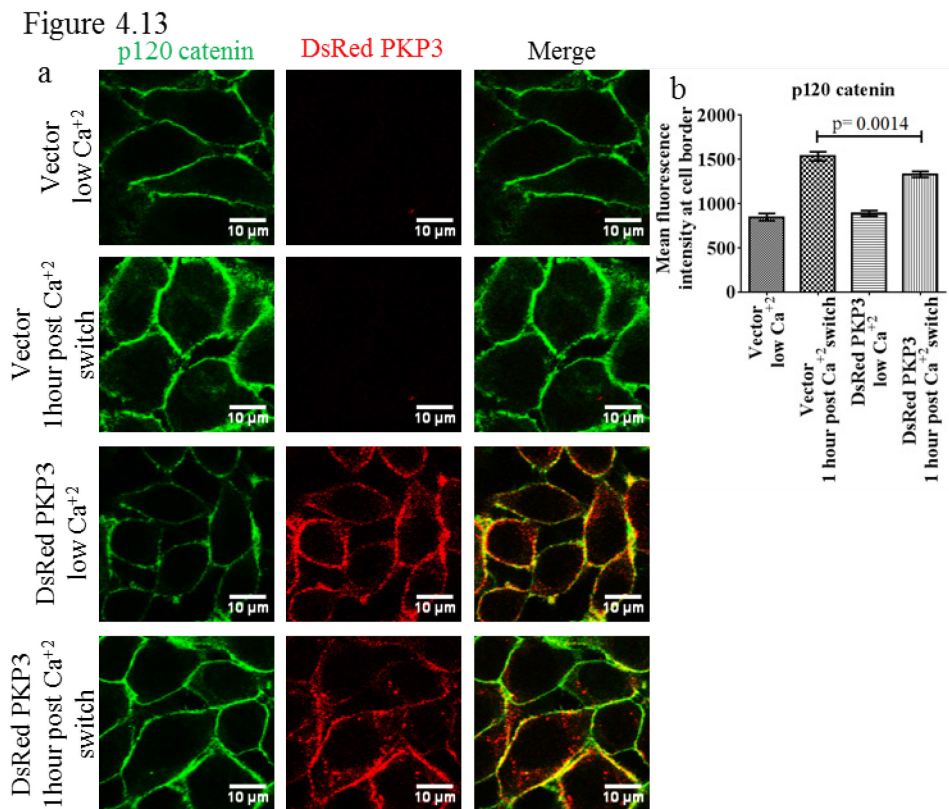 Figure 4.13
p120 catenin
DsRed PKP3
Merge
a
Vector
low Ca⁺²
10 µm
10 µm
10 µm
Vector
1hour post Ca⁺²
switch
10 µm
10 µm
10 µm
DsRed PKP3
low Ca⁺²
10 µm
10 µm
10 µm
DsRed PKP3
1hour post Ca⁺²
switch
10 µm
10 µm
10 µm
b
p120 catenin
p= 0.0014
Mean fluorescence
intensity at cell border
2000
1500
1000
500
0
Vector
low Ca⁺²
Vector
1 hour post Ca⁺² switch
DsRed PKP3
low Ca⁺²
DsRed PKP3
1 hour post Ca⁺² switch